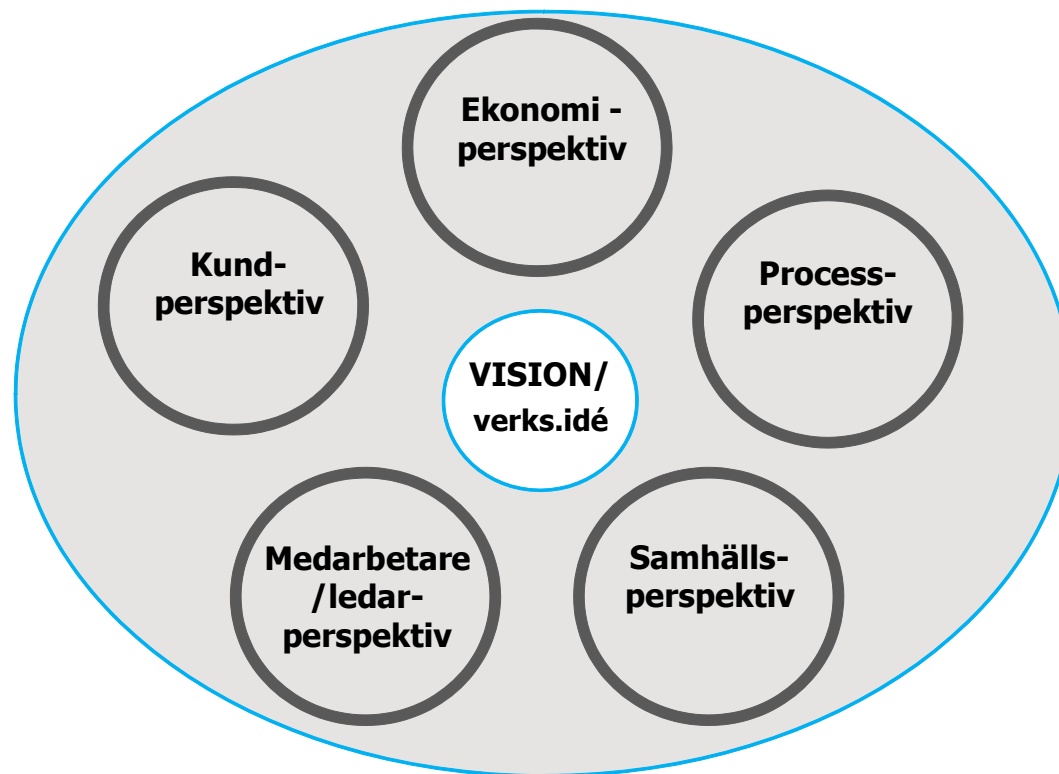 Ekonomi -
perspektiv
Kund-
perspektiv
Process-
perspektiv
VISION/
verks.idé
Medarbetare
/ledar-
perspektiv
Samhälls-
perspektiv